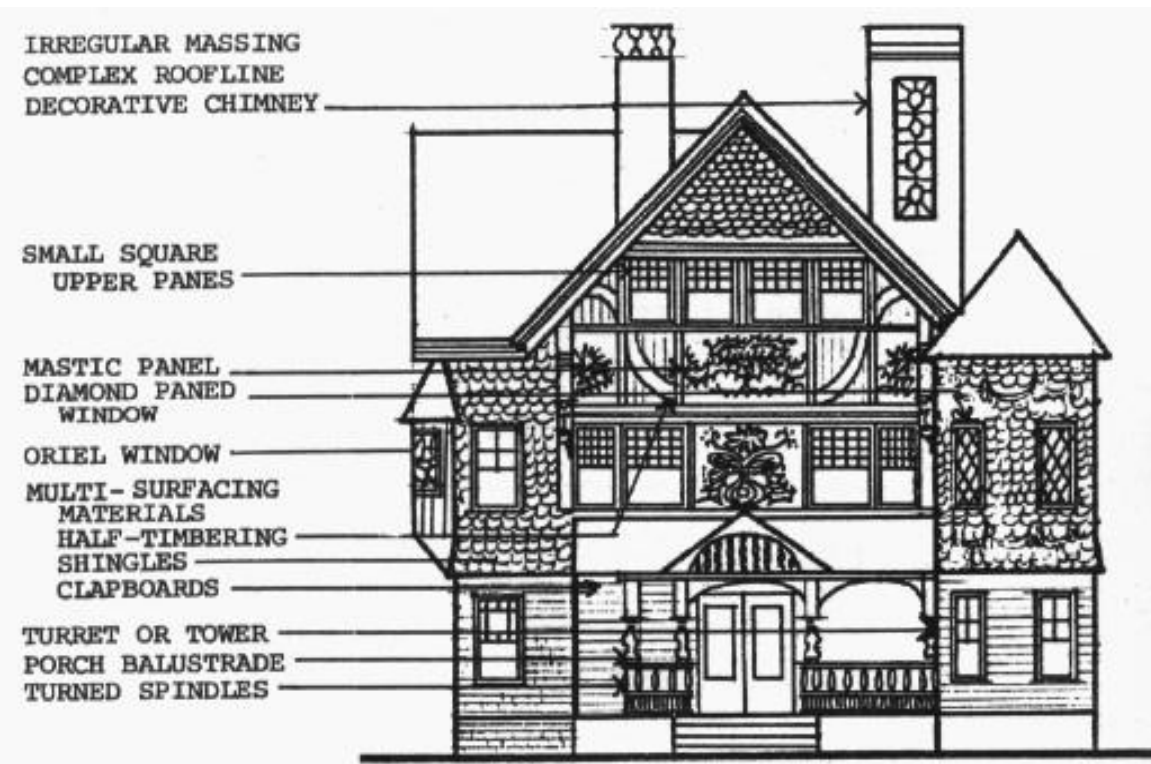 IRREGULAR MASSING
COMPLEX ROOFLINE
DECORATIVE CHIMNEY
SMALL SQUARE
UPPER PANES
MASTIC PANEL
DIAMOND PANED
WINDOW
ORIEL WINDOW
MULTI-SURFACING
MATERIALS
HALF-TIMBERING
SHINGLES
CLAPBOARDS
TURRET OR TOWER
PORCH BALUSTRADE
TURNED SPINDLES